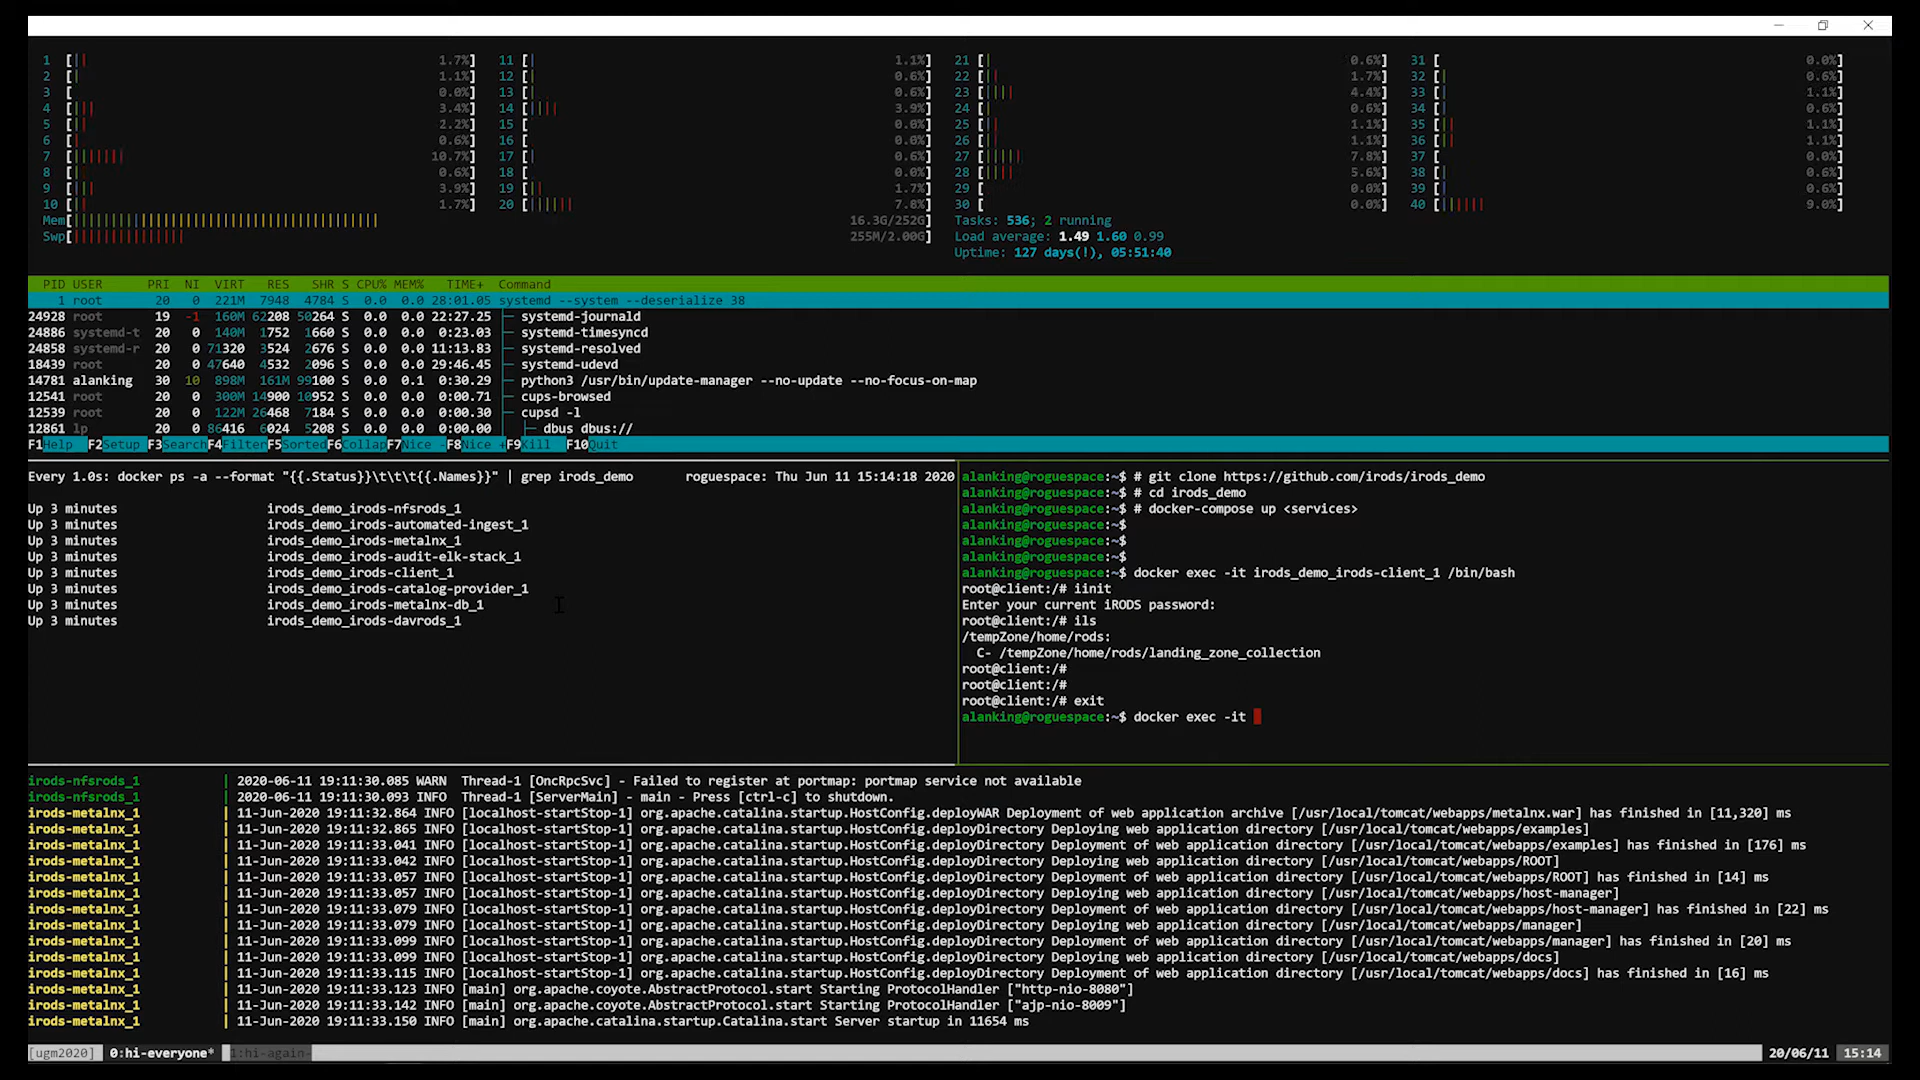 1 [|| 1.7%] 11 [| 1.1%] 21 [| 0.6%] 31 [ 0.0%]
2 [| 1.1%] 12 [| 0.6%] 22 [|| 1.7%] 32 [| 0.6%]
3 [ 0.0%] 13 [| 0.6%] 23 [|||| 4.4%] 33 [| 1.1%]
4 [||| 3.4%] 14 [|||| 3.9%] 24 [| 0.6%] 34 [| 0.6%]
5 [|| 2.2%] 15 [ 0.0%] 25 [|| 1.1%] 35 [|| 1.1%]
6 [| 0.6%] 16 [ 0.0%] 26 [|| 1.1%] 36 [|| 1.1%]
7 [||||||| 10.7%] 17 [| 0.6%] 27 [||||| 7.8%] 37 [ 0.0%]
8 [| 0.6%] 18 [ 0.0%] 28 [|||| 5.6%] 38 [| 0.6%]
9 [||| 3.9%] 19 [|| 1.7%] 29 [ 0.0%] 39 [| 0.6%]
10 [|| 1.7%] 20 [|||||| 7.8%] 30 [ 0.0%] 40 [|||||| 9.0%]
Mem[ 16.3G/252G] Tasks: 536; 2 running
Swp[ 255M/2.00G] Load average: 1.49 1.60 0.99
Uptime: 127 days(!), 05:51:40
PID USER PRI NI VIRT RES SHR S CPU% MEM% TIME+ Command
1 root 20 0 221M 7948 4784 S 0.0 0.0 28:01.05 systemd --system --deserialize 38
24928 root 19 -1 160M 62208 50264 S 0.0 0.0 22:27.25 ├─ systemd-journald
24886 systemd-t 20 0 140M 1752 1660 S 0.0 0.0 0:23.03 ├─ systemd-timesyncd
24858 systemd-r 20 0 71320 3524 2676 S 0.0 0.0 11:13.83 ├─ systemd-resolved
18439 root 20 0 47640 4532 2096 S 0.0 0.0 29:46.45 ├─ systemd-udevd
14781 alanking 30 10 898M 161M 99100 S 0.0 0.1 0:30.29 ├─ python3 /usr/bin/update-manager --no-update --no-focus-on-map
12541 root 20 0 300M 14900 10952 S 0.0 0.0 0:00.71 ├─ cups-browsed
12539 root 20 0 122M 26468 7184 S 0.0 0.0 0:00.30 ├─ cupsd -l
12861 lp 20 0 86416 6024 5208 S 0.0 0.0 0:00.00 │ ├─ dbus dbus://
F1Help F2Setup F3SearchF4FilterF5SortedF6CollapF7Nice -F8Nice +F9Kill F10Quit
Every 1.0s: docker ps -a --format "{{.Status}}\t\t\t{{.Names}}" | grep irods_demo roguespace: Thu Jun 11 15:14:18 2020
Up 3 minutes irods_demo_irods-nfsrods_1
Up 3 minutes irods_demo_irods-automated-ingest_1
Up 3 minutes irods_demo_irods-metalnx_1
Up 3 minutes irods_demo_irods-audit-elk-stack_1
Up 3 minutes irods_demo_irods-client_1
Up 3 minutes irods_demo_irods-catalog-provider_1
Up 3 minutes irods_demo_irods-metalnx-db_1
Up 3 minutes irods_demo_irods-davrods_1
alanking@roguespace:~$ # git clone https://github.com/irods/irods_demo
alanking@roguespace:~$ # cd irods_demo
alanking@roguespace:~$ # docker-compose up <services>
alanking@roguespace:~$
alanking@roguespace:~$
alanking@roguespace:~$
alanking@roguespace:~$ docker exec -it irods_demo_irods-client_1 /bin/bash
root@client:/# iinit
Enter your current iRODS password:
root@client:/# ils
/tempZone/home/rods:
C- /tempZone/home/rods/landing_zone_collection
root@client:/#
root@client:/#
root@client:/# exit
alanking@roguespace:~$ docker exec -it
irods-nfsrods_1 | 2020-06-11 19:11:30.085 WARN Thread-1 [OncRpcSvc] - Failed to register at portmap: portmap service not available
irods-nfsrods_1 | 2020-06-11 19:11:30.093 INFO Thread-1 [ServerMain] - main - Press [ctrl-c] to shutdown.
irods-metalnx_1 | 11-Jun-2020 19:11:32.864 INFO [localhost-startStop-1] org.apache.catalina.startup.HostConfig.deployWAR Deployment of web application archive [/usr/local/tomcat/webapps/metalnx.war] has finished in [11,320] ms
irods-metalnx_1 | 11-Jun-2020 19:11:32.865 INFO [localhost-startStop-1] org.apache.catalina.startup.HostConfig.deployDirectory Deploying web application directory [/usr/local/tomcat/webapps/examples]
irods-metalnx_1 | 11-Jun-2020 19:11:33.041 INFO [localhost-startStop-1] org.apache.catalina.startup.HostConfig.deployDirectory Deployment of web application directory [/usr/local/tomcat/webapps/examples] has finished in [176] ms
irods-metalnx_1 | 11-Jun-2020 19:11:33.042 INFO [localhost-startStop-1] org.apache.catalina.startup.HostConfig.deployDirectory Deploying web application directory [/usr/local/tomcat/webapps/ROOT]
irods-metalnx_1 | 11-Jun-2020 19:11:33.057 INFO [localhost-startStop-1] org.apache.catalina.startup.HostConfig.deployDirectory Deployment of web application directory [/usr/local/tomcat/webapps/ROOT] has finished in [14] ms
irods-metalnx_1 | 11-Jun-2020 19:11:33.057 INFO [localhost-startStop-1] org.apache.catalina.startup.HostConfig.deployDirectory Deploying web application directory [/usr/local/tomcat/webapps/host-manager]
irods-metalnx_1 | 11-Jun-2020 19:11:33.079 INFO [localhost-startStop-1] org.apache.catalina.startup.HostConfig.deployDirectory Deployment of web application directory [/usr/local/tomcat/webapps/host-manager] has finished in [22] ms
irods-metalnx_1 | 11-Jun-2020 19:11:33.079 INFO [localhost-startStop-1] org.apache.catalina.startup.HostConfig.deployDirectory Deploying web application directory [/usr/local/tomcat/webapps/manager]
irods-metalnx_1 | 11-Jun-2020 19:11:33.099 INFO [localhost-startStop-1] org.apache.catalina.startup.HostConfig.deployDirectory Deployment of web application directory [/usr/local/tomcat/webapps/manager] has finished in [20] ms
irods-metalnx_1 | 11-Jun-2020 19:11:33.099 INFO [localhost-startStop-1] org.apache.catalina.startup.HostConfig.deployDirectory Deploying web application directory [/usr/local/tomcat/webapps/docs]
irods-metalnx_1 | 11-Jun-2020 19:11:33.115 INFO [localhost-startStop-1] org.apache.catalina.startup.HostConfig.deployDirectory Deployment of web application directory [/usr/local/tomcat/webapps/docs] has finished in [16] ms
irods-metalnx_1 | 11-Jun-2020 19:11:33.123 INFO [main] org.apache.coyote.AbstractProtocol.start Starting ProtocolHandler ["http-nio-8080"]
irods-metalnx_1 | 11-Jun-2020 19:11:33.142 INFO [main] org.apache.coyote.AbstractProtocol.start Starting ProtocolHandler ["ajp-nio-8009"]
irods-metalnx_1 | 11-Jun-2020 19:11:33.150 INFO [main] org.apache.catalina.startup.Catalina.start Server startup in 11654 ms
[ugm2020] 0:hi-everyone* 1:hi-again- 20/06/11 15:14